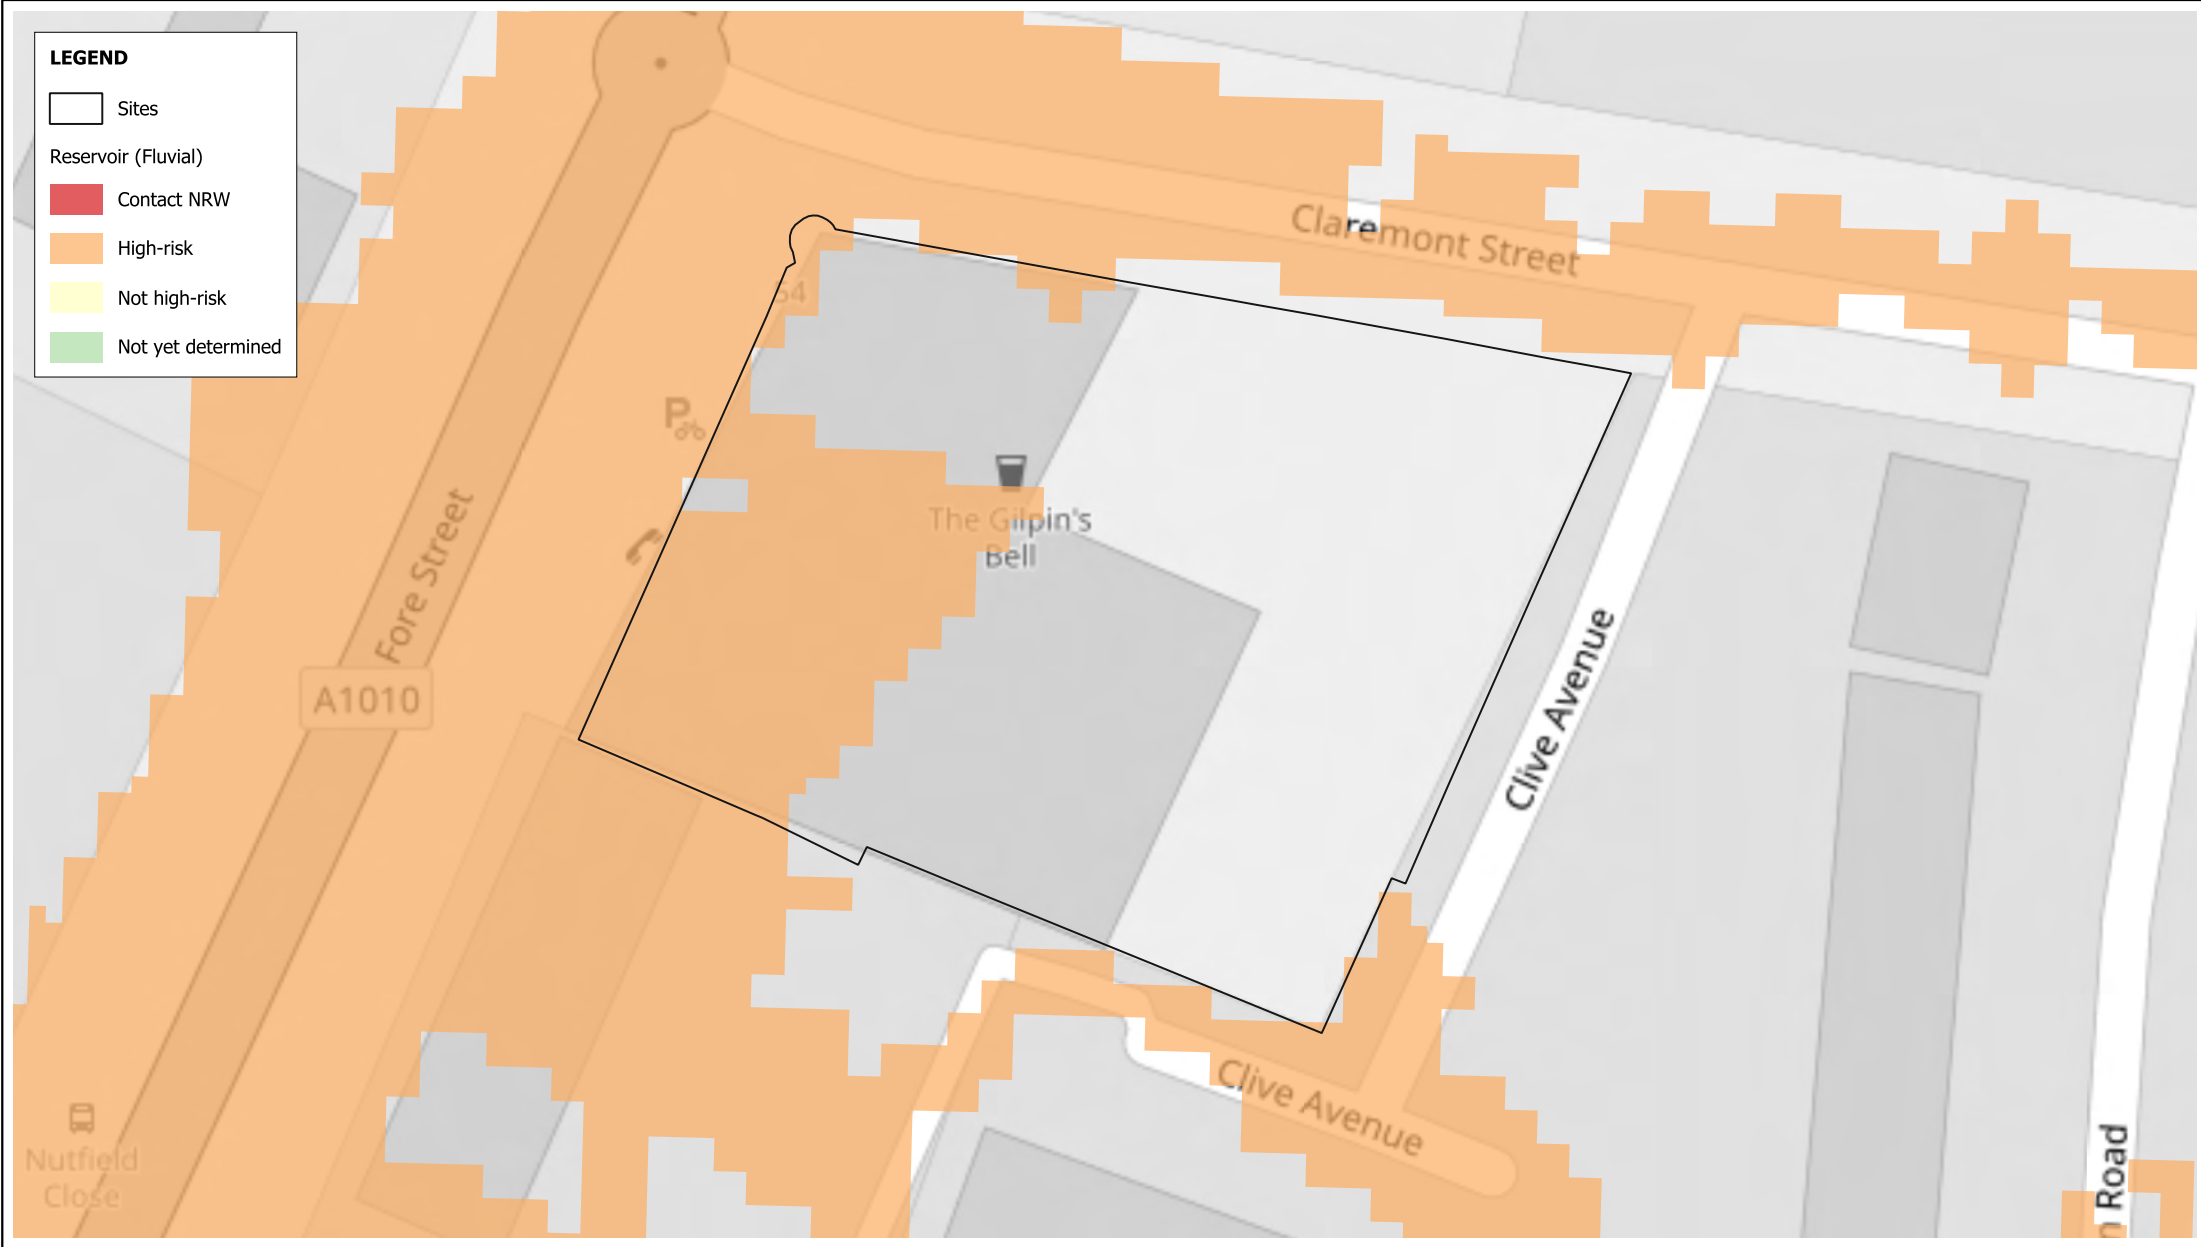 LEGEND
Sites
Reservoir (Fluvial)
Contact NRW
High-risk
Not high-risk
Not yet determined
Claremont Street
54
P
The Gilpin's
Bell
Fore Street
A1010
Clive Avenue
Clive Avenue
Nutfield
Close
Road